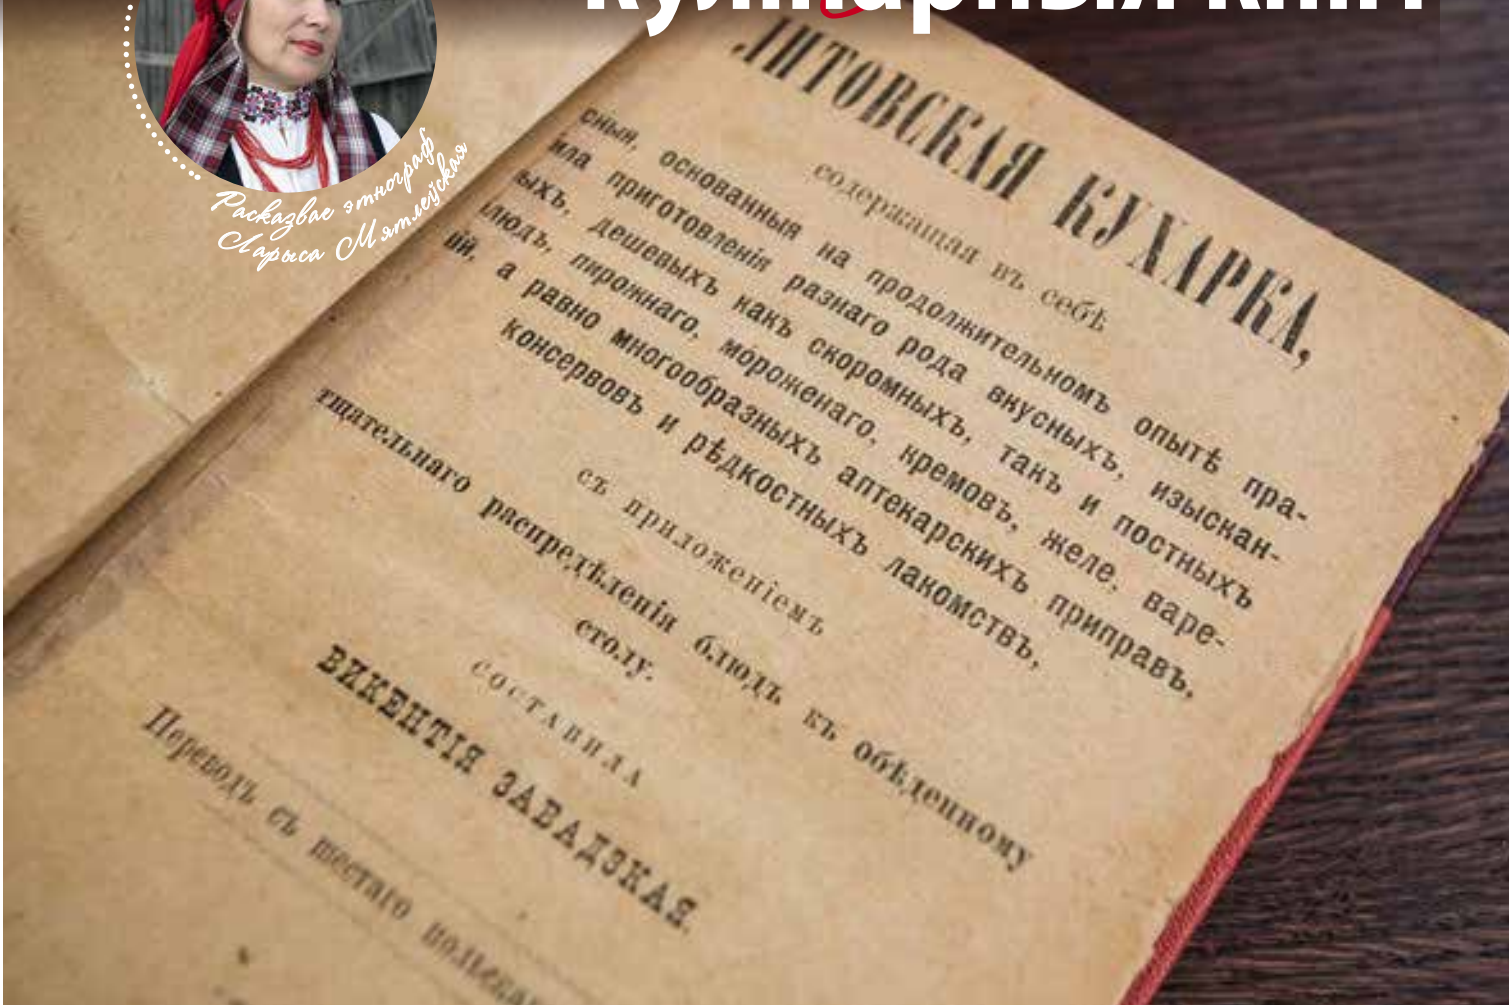 Расказвае этнограф
Ларыса Мятлеўская
ЛИТОВСКАЯ КУХАРКА,
содержащая въ себѣ
сныя, основанныя на продолжительномъ опытѣ пра-
ила приготовленія разнаго рода вкусныхъ, изыскан-
ыхъ, дешевыхъ какъ скоромныхъ, такъ и постныхъ
людъ, пирожнаго, мороженаго, кремовъ, желе, варе-
ій, а равно многообразныхъ аптекарскихъ приправъ,
консервовъ и рѣдкостныхъ лакомствъ,
съ приложеніемъ
тщательнаго распредѣленія блюдъ къ обѣденному
столу.
СОСТАВИЛА
ВИКЕНТІЯ ЗАВАДЗКАЯ.
Переводъ съ шестаго